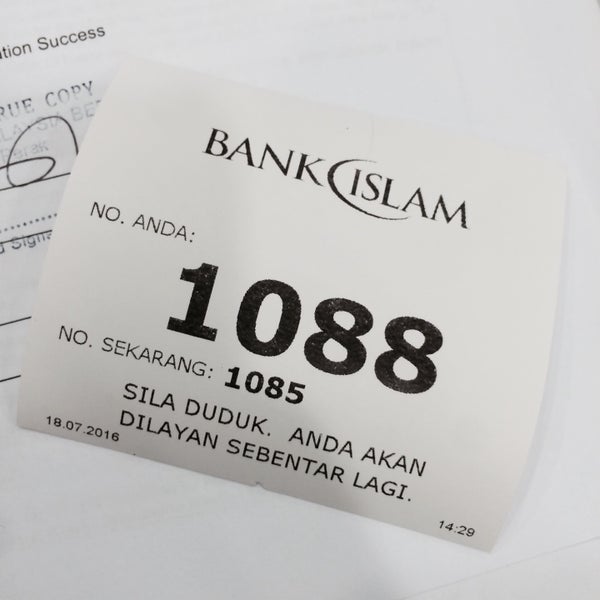 tion Success
RUE COPY
BANK ISLAM
NO. ANDA:
1088
NO. SEKARANG: 1085
SILA DUDUK. ANDA AKAN
DILAYAN SEBENTAR LAGI.
18.07.2016
14:29